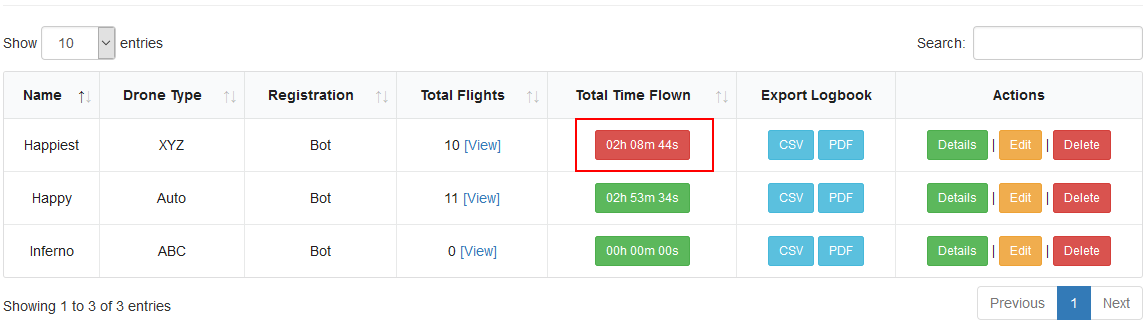 Show 10 entries Search:
Name Drone Type Registration Total Flights Total Time Flown Export Logbook Actions
Happiest XYZ Bot 10 [View] 02h 08m 44s CSV PDF Details | Edit | Delete
Happy Auto Bot 11 [View] 02h 53m 34s CSV PDF Details | Edit | Delete
Inferno ABC Bot 0 [View] 00h 00m 00s CSV PDF Details | Edit | Delete
Showing 1 to 3 of 3 entries Previous 1 Next